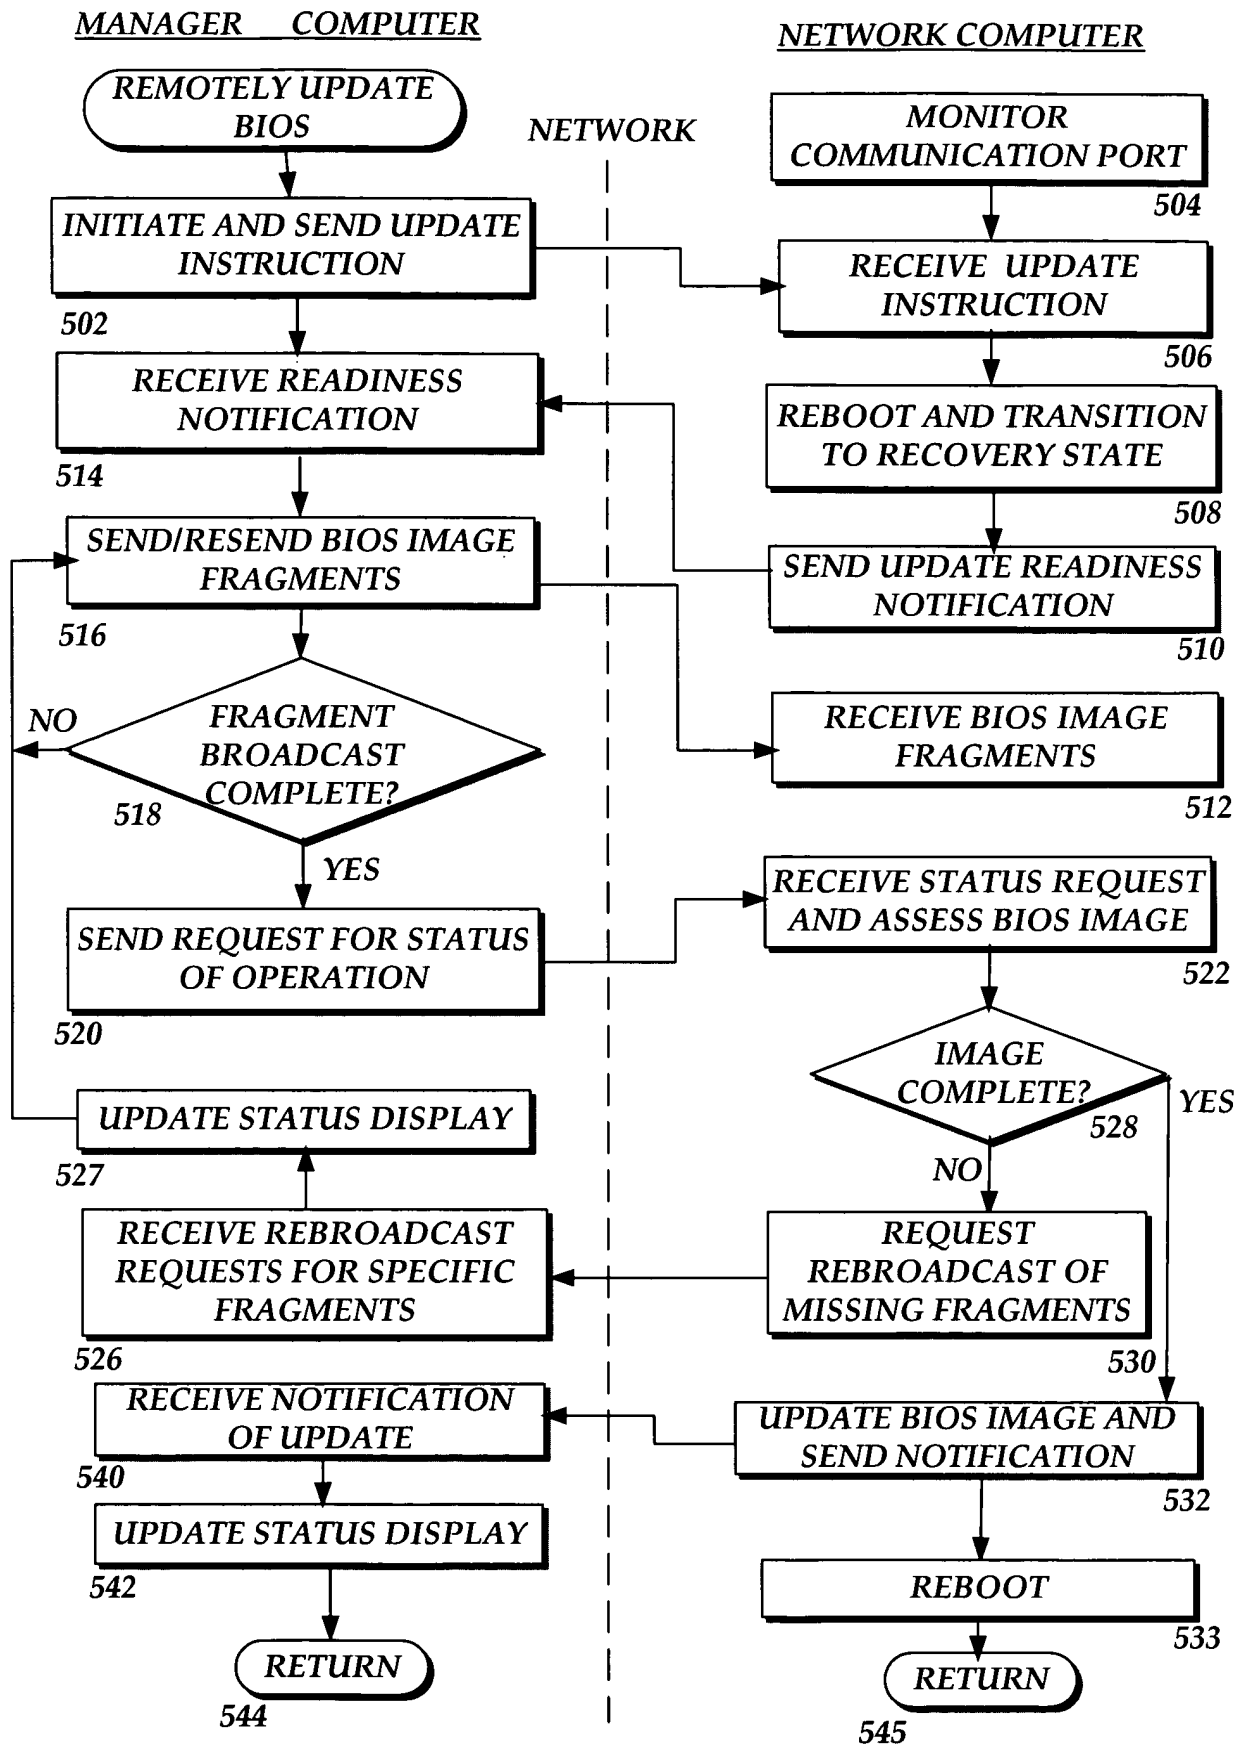 MANAGER COMPUTER
REMOTELY UPDATE
BIOS
INITIATE AND SEND UPDATE
INSTRUCTION
502
RECEIVE READINESS
NOTIFICATION
514
SEND/RESEND BIOS IMAGE
FRAGMENTS
516
NO
FRAGMENT
BROADCAST
COMPLETE?
518
YES
SEND REQUEST FOR STATUS
OF OPERATION
520
UPDATE STATUS DISPLAY
527
RECEIVE REBROADCAST
REQUESTS FOR SPECIFIC
FRAGMENTS
526
RECEIVE NOTIFICATION
OF UPDATE
540
UPDATE STATUS DISPLAY
542
RETURN
544
NETWORK
NETWORK COMPUTER
MONITOR
COMMUNICATION PORT
504
RECEIVE UPDATE
INSTRUCTION
506
REBOOT AND TRANSITION
TO RECOVERY STATE
508
SEND UPDATE READINESS
NOTIFICATION
510
RECEIVE BIOS IMAGE
FRAGMENTS
512
RECEIVE STATUS REQUEST
AND ASSESS BIOS IMAGE
522
IMAGE
COMPLETE?
528
YES
NO
REQUEST
REBROADCAST OF
MISSING FRAGMENTS
530
UPDATE BIOS IMAGE AND
SEND NOTIFICATION
532
REBOOT
533
RETURN
545